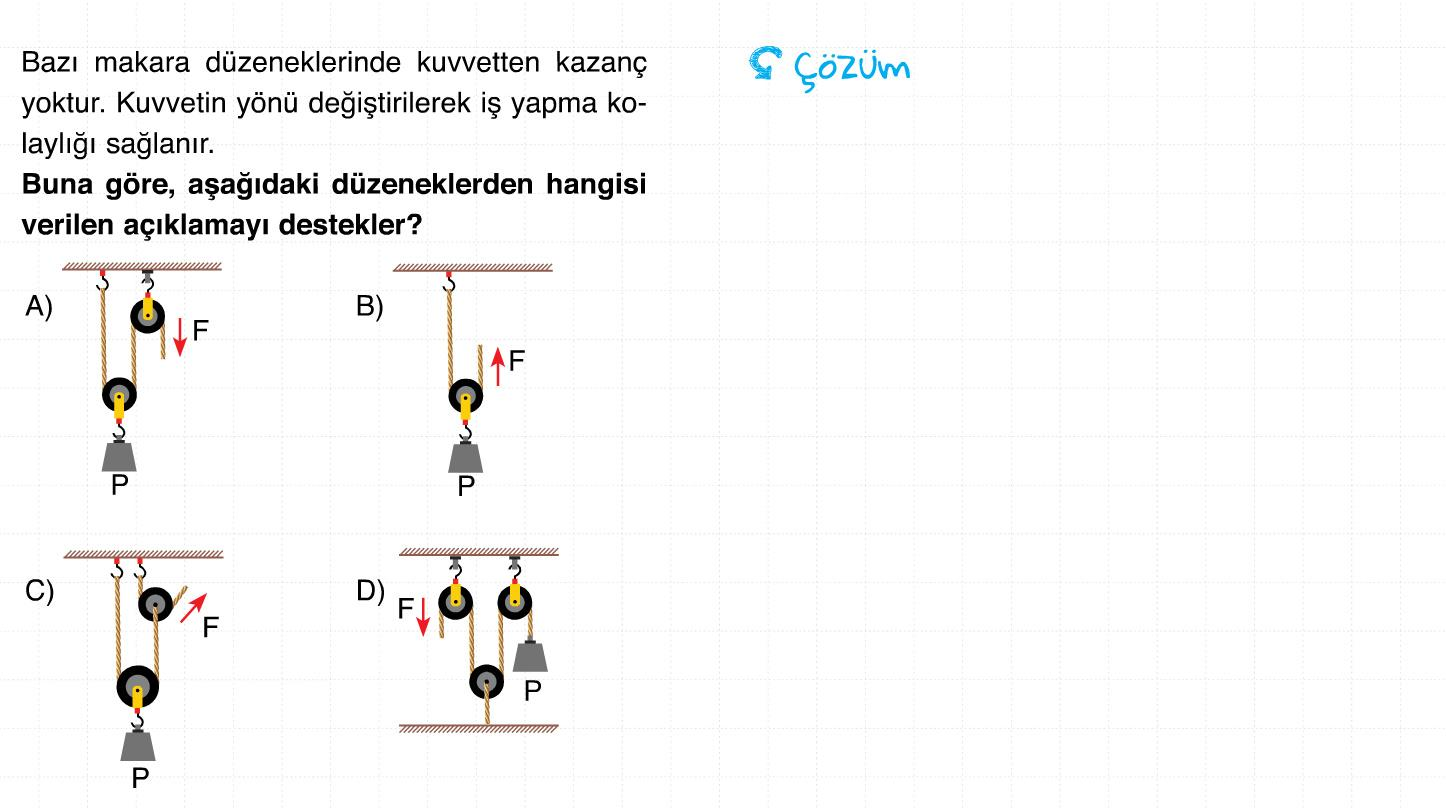 Bazı makara düzeneklerinde kuvvetten kazanç
yoktur. Kuvvetin yönü değiştirilerek iş yapma ko-
laylığı sağlanır.
Buna göre, aşağıdaki düzeneklerden hangisi
verilen açıklamayı destekler?
A)
F
P
B)
F
P
C)
F
P
D)
F
P
Çözüm